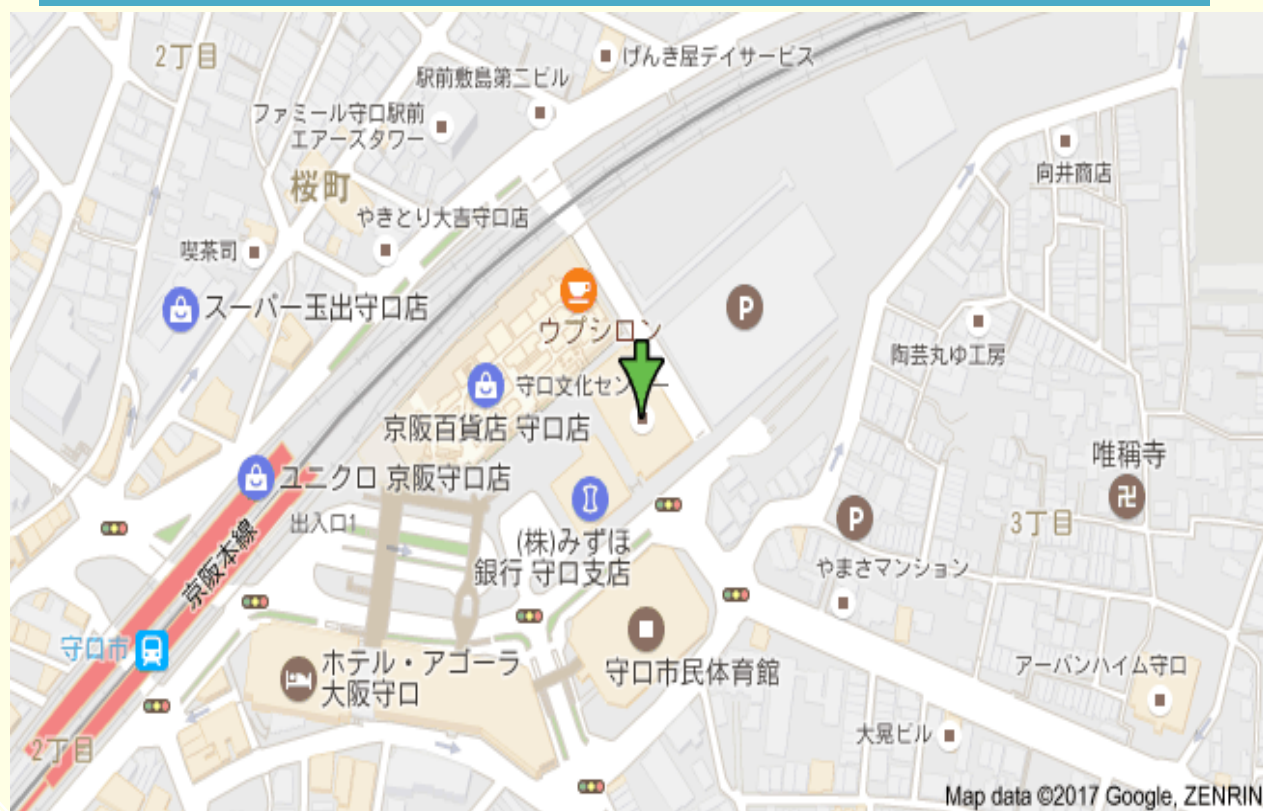 2丁目
げんき屋デイサービス
駅前敷島第二ビル
ファミール守口駅前
エアーズタワー
向井商店
桜町
やきとり大吉守口店
喫茶司
スーパー玉出守口店
P
ウプシロン
陶芸丸ゆ工房
守口文化センター
京阪百貨店 守口店
唯稱寺
ユニクロ 京阪守口店
出入口1
P
3丁目
(株)みずほ
銀行 守口支店
京阪本線
やまさマンション
守口市
ホテル・アゴーラ
大阪守口
守口市民体育館
アーバンハイム守口
大晃ビル
2丁目
Map data ©2017 Google, ZENRIN